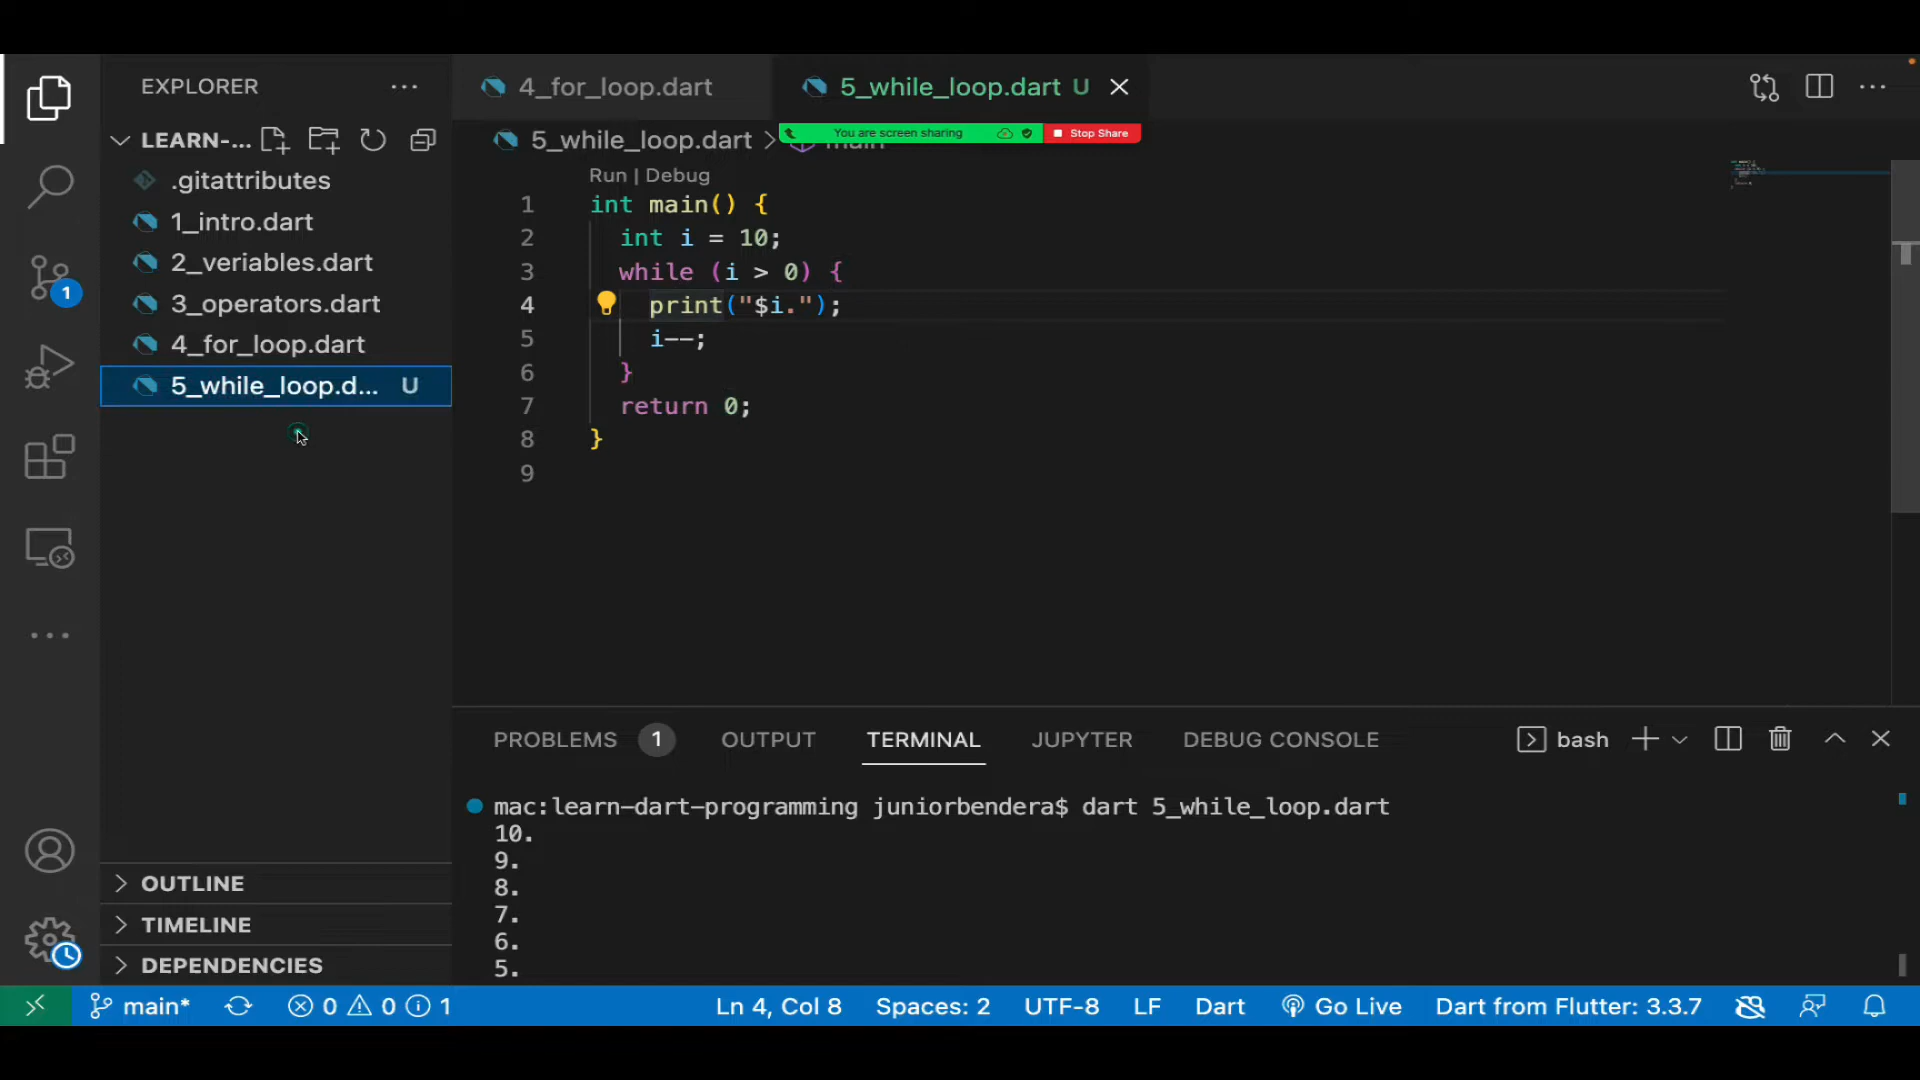 EXPLORER
4_for_loop.dart
5_while_loop.dart U
LEARN-...
5_while_loop.dart > main
You are screen sharing
Stop Share
.gitattributes
1_intro.dart
2_veriables.dart
3_operators.dart
4_for_loop.dart
5_while_loop.d... U
Run | Debug
1 int main() {
2 int i = 10;
3 while (i > 0) {
4 print("$i.");
5 i--;
6 }
7 return 0;
8 }
9
1
PROBLEMS 1 OUTPUT TERMINAL JUPYTER DEBUG CONSOLE
bash
mac:learn-dart-programming juniorbendera$ dart 5_while_loop.dart
10.
9.
8.
7.
6.
5.
OUTLINE
TIMELINE
DEPENDENCIES
main* 0 0 1 Ln 4, Col 8 Spaces: 2 UTF-8 LF Dart Go Live Dart from Flutter: 3.3.7